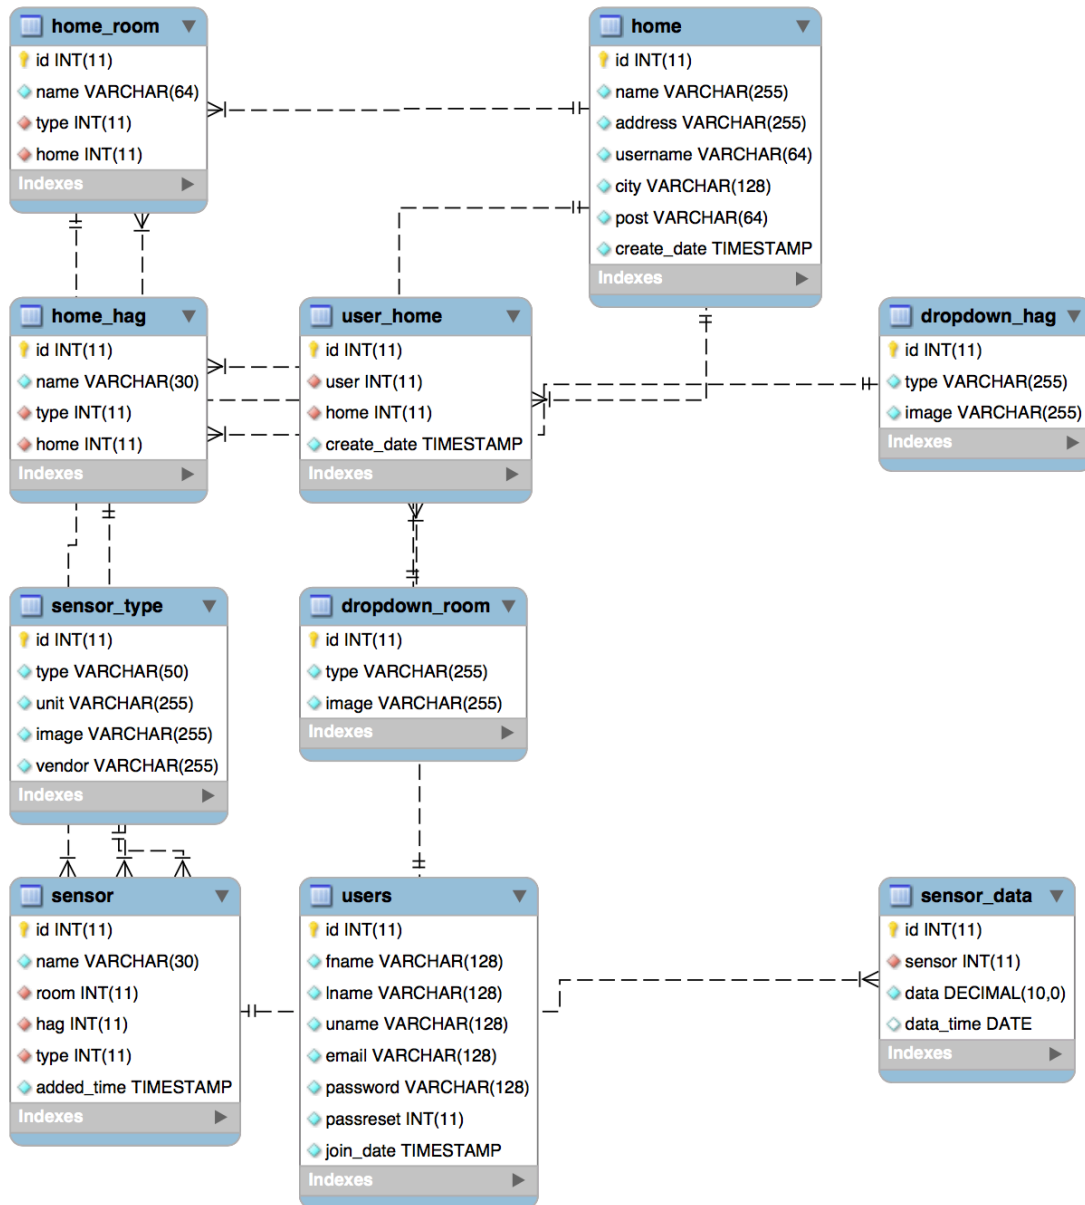 home_room
id INT(11)
name VARCHAR(64)
type INT(11)
home INT(11)
Indexes
home
id INT(11)
name VARCHAR(255)
address VARCHAR(255)
username VARCHAR(64)
city VARCHAR(128)
post VARCHAR(64)
create_date TIMESTAMP
Indexes
home_hag
id INT(11)
name VARCHAR(30)
type INT(11)
home INT(11)
Indexes
user_home
id INT(11)
user INT(11)
home INT(11)
create_date TIMESTAMP
Indexes
dropdown_hag
id INT(11)
type VARCHAR(255)
image VARCHAR(255)
Indexes
sensor_type
id INT(11)
type VARCHAR(50)
unit VARCHAR(255)
image VARCHAR(255)
vendor VARCHAR(255)
Indexes
dropdown_room
id INT(11)
type VARCHAR(255)
image VARCHAR(255)
Indexes
sensor
id INT(11)
name VARCHAR(30)
room INT(11)
hag INT(11)
type INT(11)
added_time TIMESTAMP
Indexes
users
id INT(11)
fname VARCHAR(128)
lname VARCHAR(128)
uname VARCHAR(128)
email VARCHAR(128)
password VARCHAR(128)
passreset INT(11)
join_date TIMESTAMP
Indexes
sensor_data
id INT(11)
sensor INT(11)
data DECIMAL(10,0)
data_time DATE
Indexes